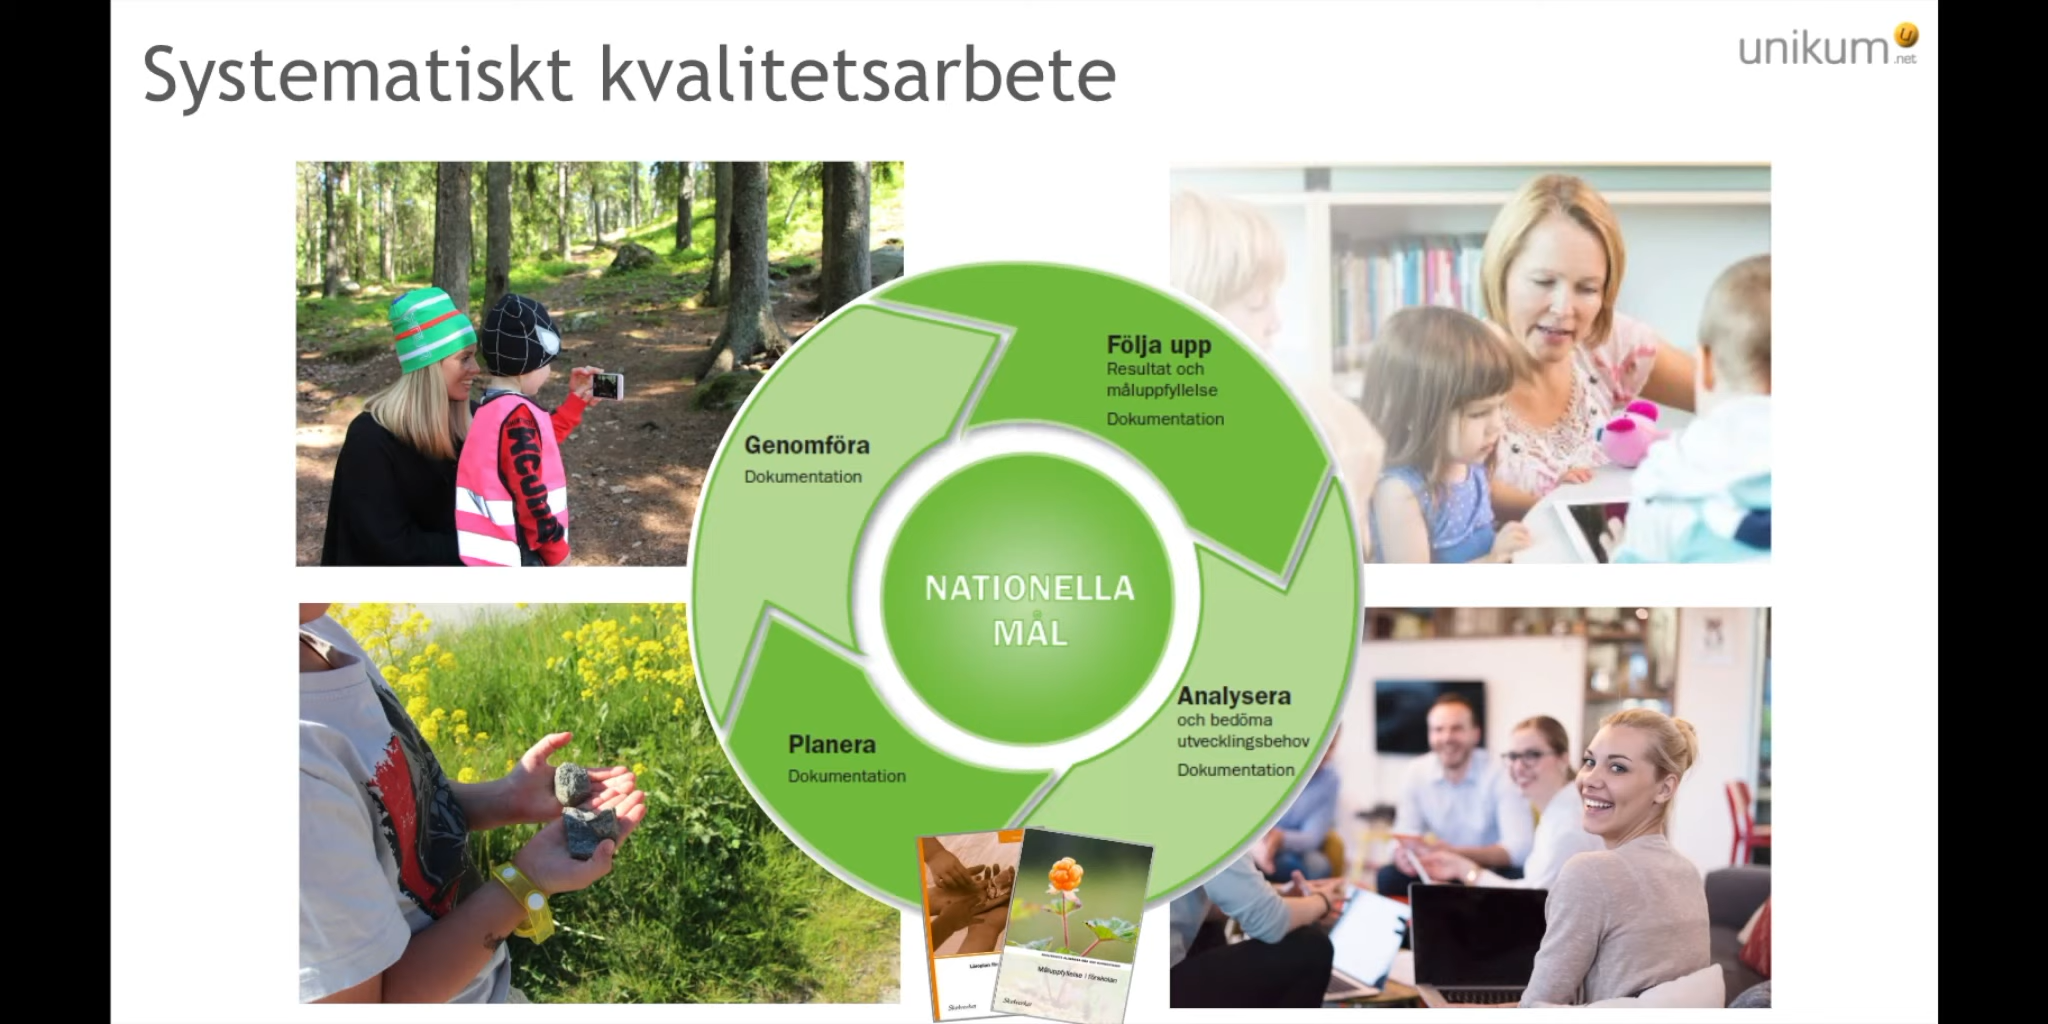 Systematiskt kvalitetsarbete
unikum
.net
Följa upp
Resultat och
måluppfyllelse
Dokumentation
Genomföra
Dokumentation
NATIONELLA
MÅL
Analysera
och bedöma
utvecklingsbehov
Dokumentation
Planera
Dokumentation
Måluppfyllelse i förskolan
Skolverket
Skolverket